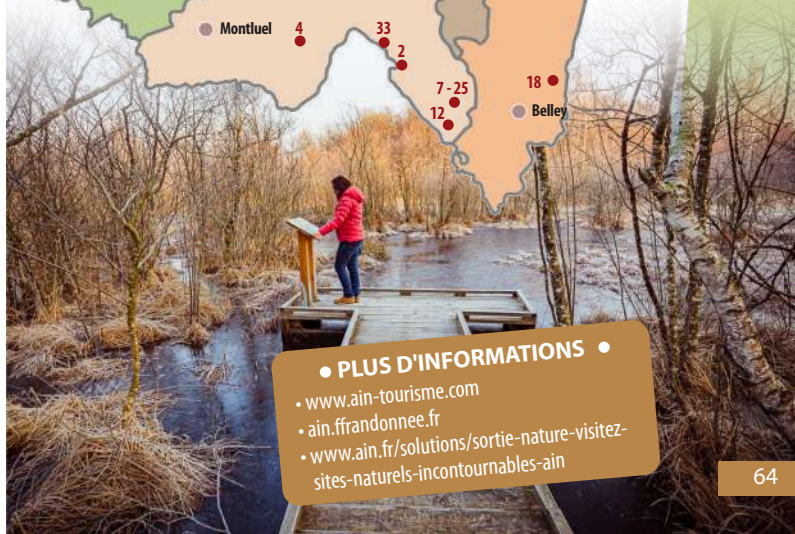 Montluel
4
33
2
7 - 25
12
18
Belley
• PLUS D'INFORMATIONS •
• www.ain-tourisme.com
• ain.ffrandonnee.fr
• www.ain.fr/solutions/sortie-nature-visitez-
sites-naturels-incontournables-ain
64